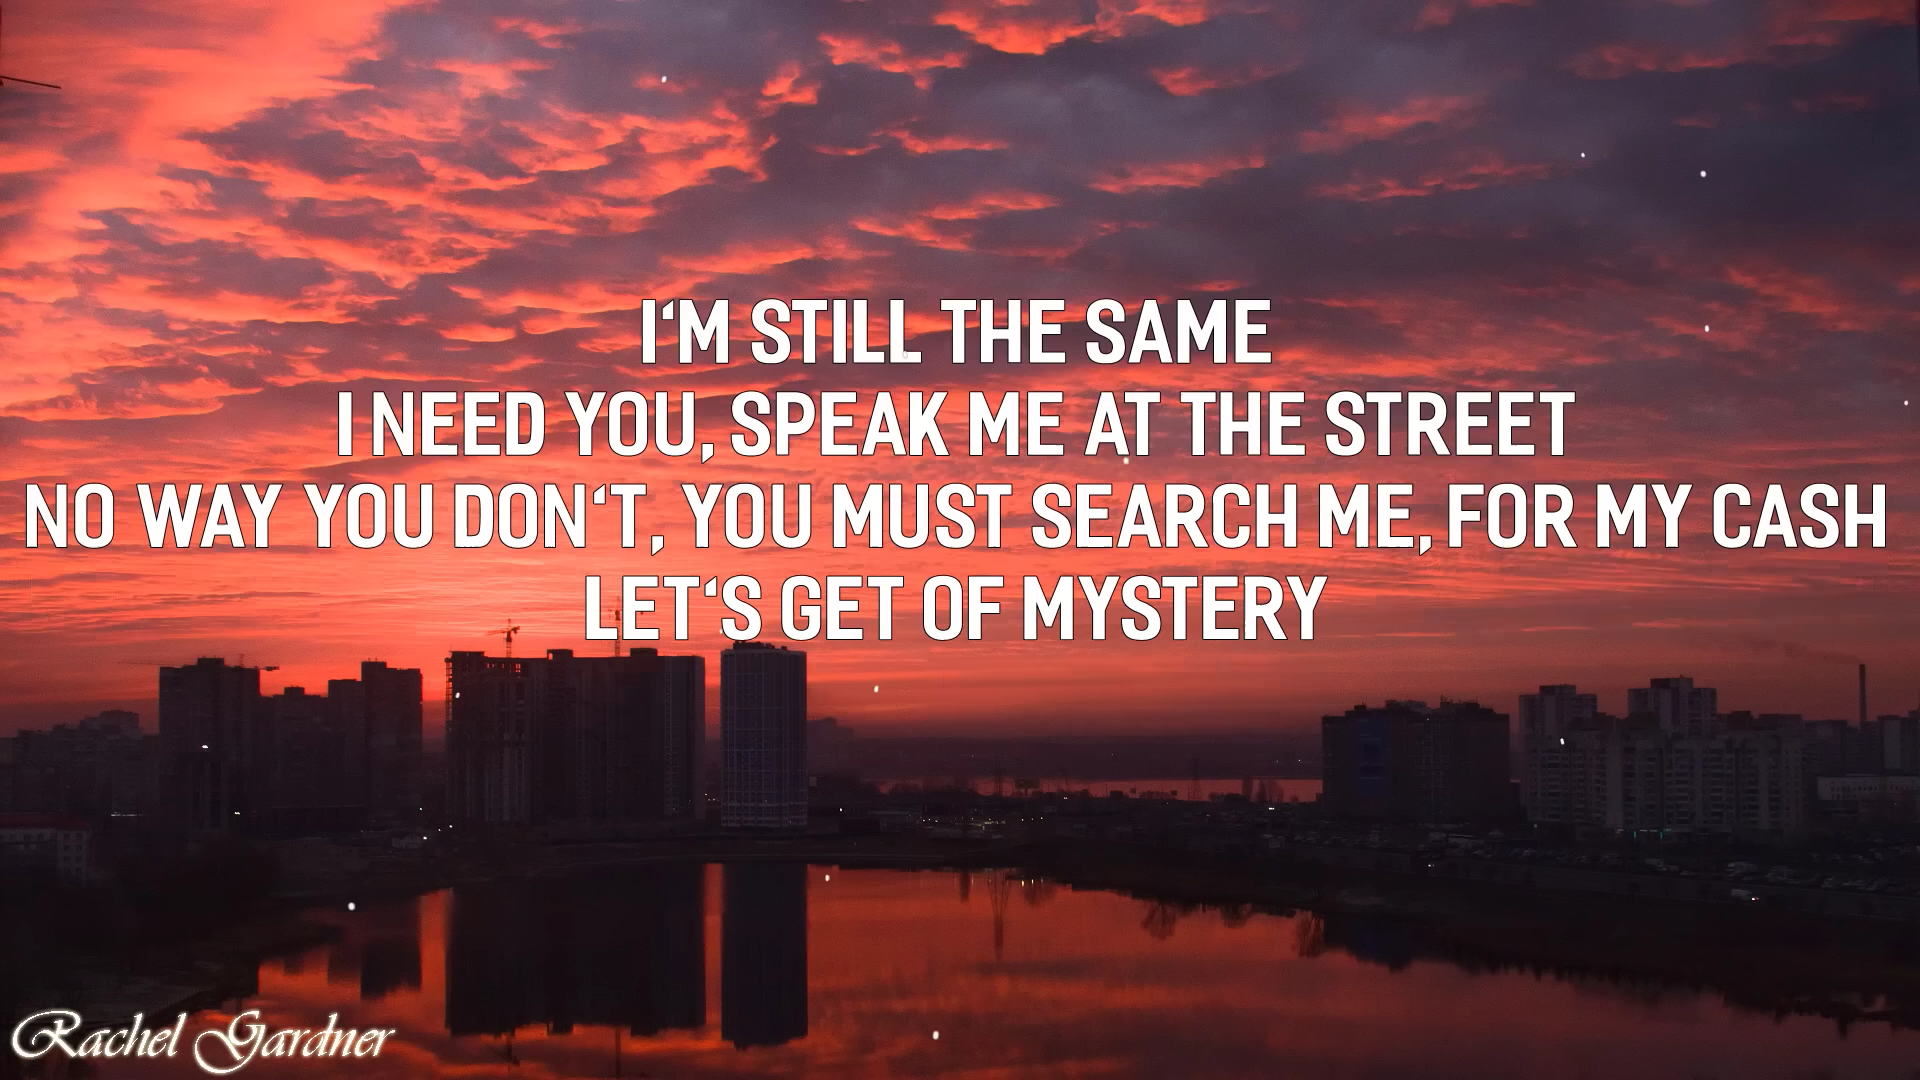 I‘M STILL THE SAME
I NEED YOU, SPEAK ME AT THE STREET
NO WAY YOU DON‘T, YOU MUST SEARCH ME, FOR MY CASH
LET‘S GET OF MYSTERY
Rachel Gardner